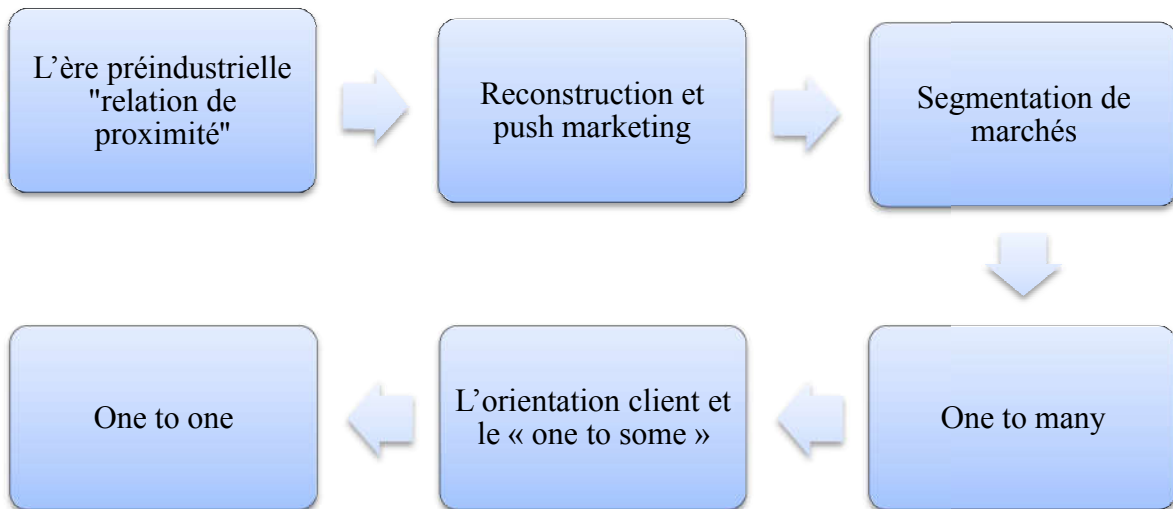 L’ère préindustrielle
"relation de
proximité"
Reconstruction et
push marketing
Segmentation de
marchés
One to many
L’orientation client et
le « one to some »
One to one